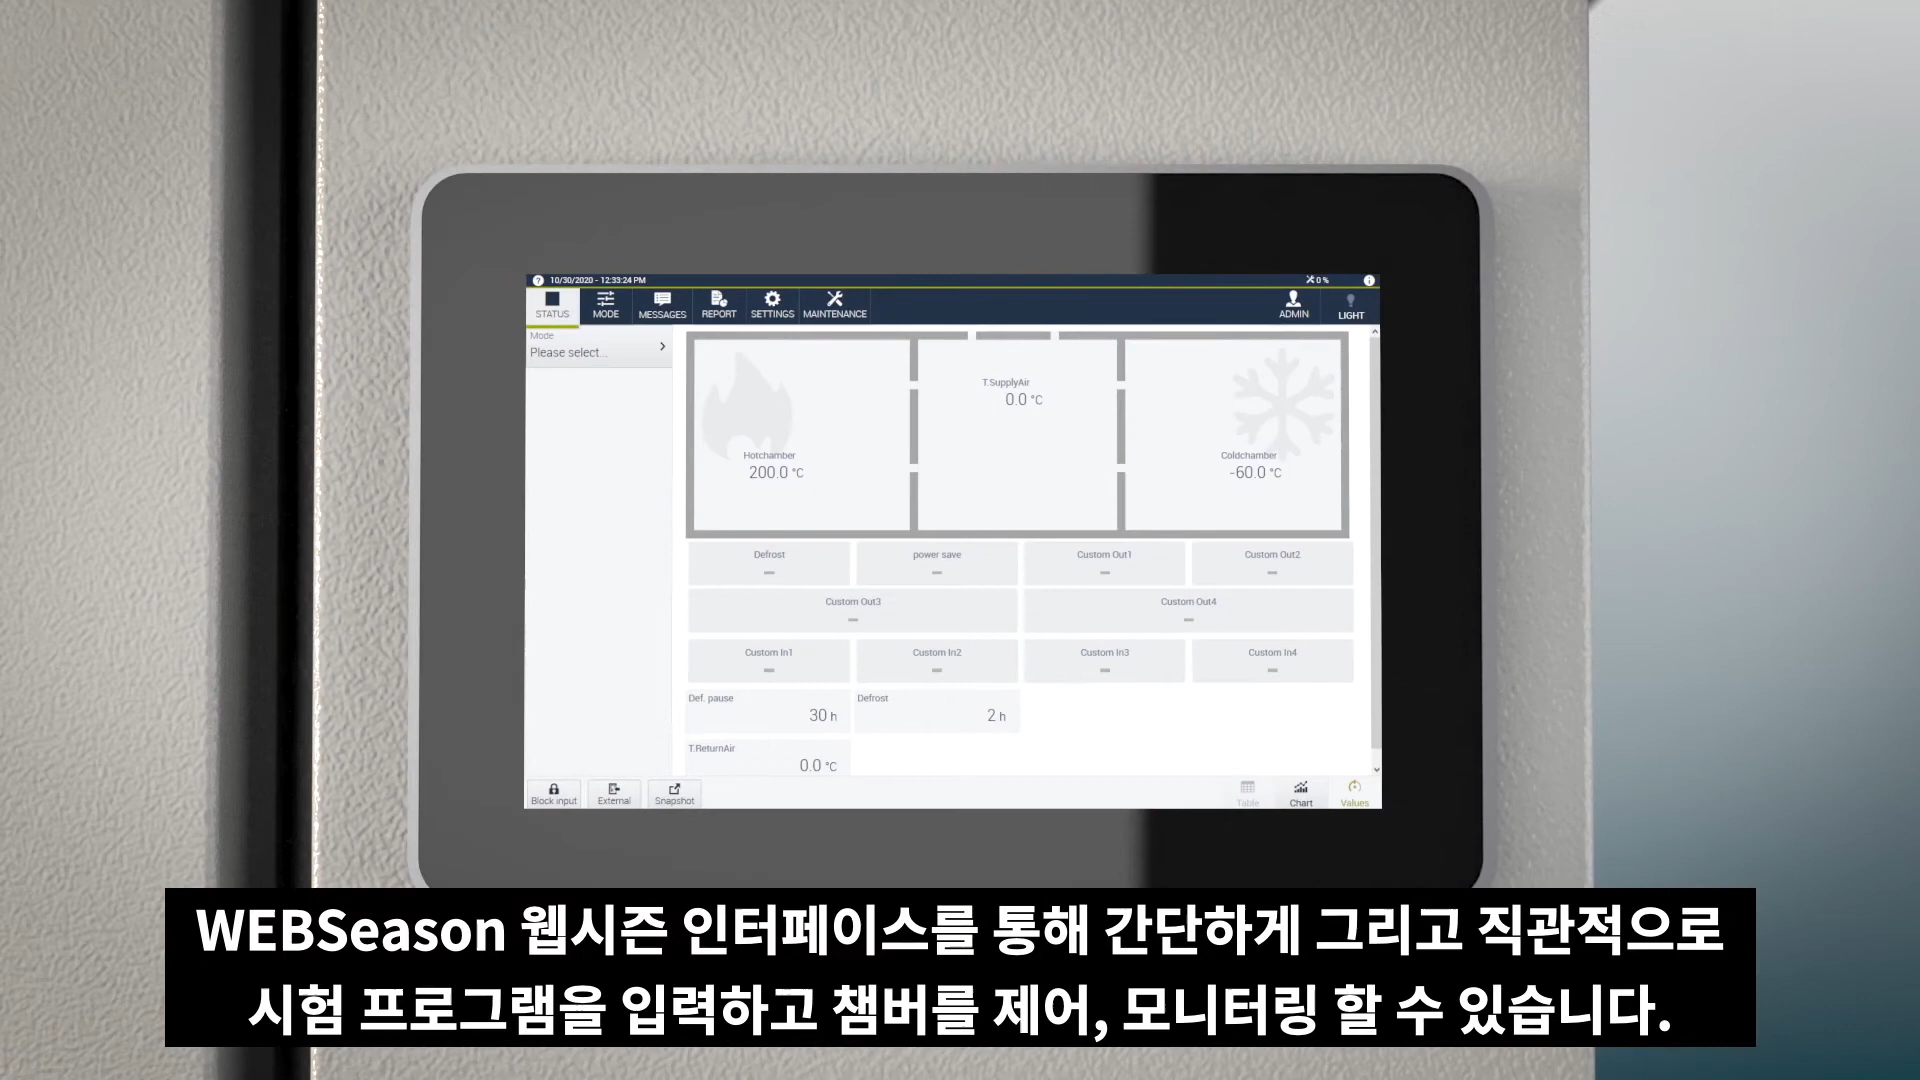 10/30/2020 - 12:33:24 PM
0 %
STATUS
MODE
MESSAGES
REPORT
SETTINGS
MAINTENANCE
ADMIN
LIGHT
Mode
Please select...
T.SupplyAir
0.0 °C
Hotchamber
200.0 °C
Coldchamber
-60.0 °C
Defrost
power save
Custom Out1
Custom Out2
Custom Out3
Custom Out4
Custom In1
Custom In2
Custom In3
Custom In4
Def. pause
30 h
Defrost
2 h
T.ReturnAir
0.0 °C
Block input
External
Snapshot
Table
Chart
Values
WEBSeason 웹시즌 인터페이스를 통해 간단하게 그리고 직관적으로
시험 프로그램을 입력하고 챔버를 제어, 모니터링 할 수 있습니다.